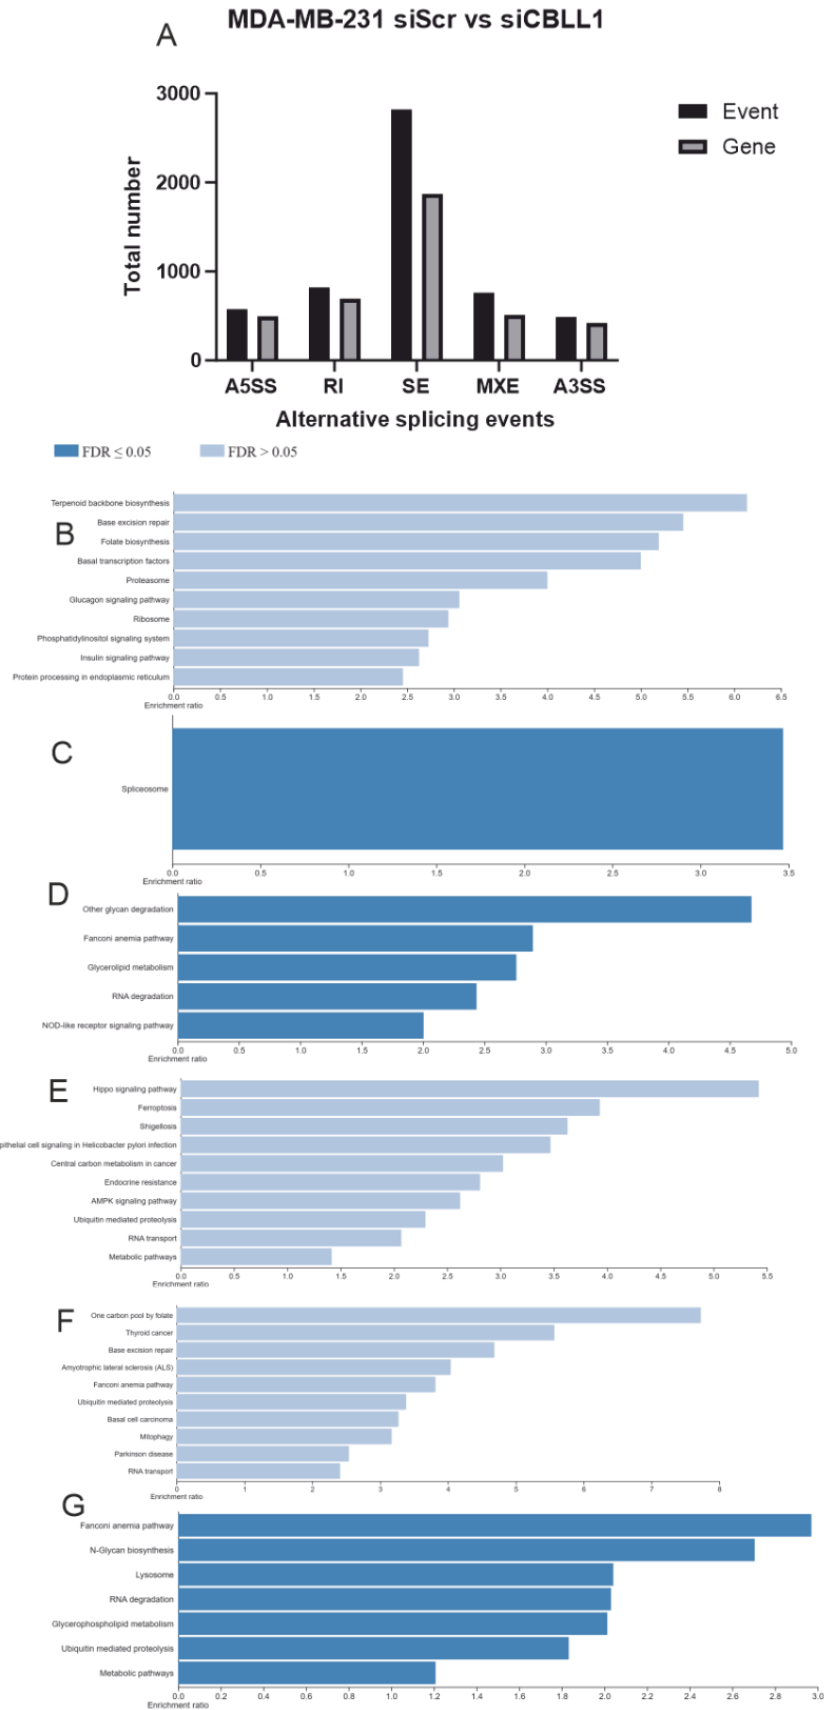 MDA-MB-231 siScr vs siCBLL1
A
3000
2000
1000
0
Total number
Event
Gene
A5SS RI SE MXE A3SS
Alternative splicing events
FDR ≤ 0.05 FDR > 0.05
B
Terpenoid backbone biosynthesis
Base excision repair
Folate biosynthesis
Basal transcription factors
Proteasome
Glucagon signaling pathway
Ribosome
Phosphatidylinositol signaling system
Insulin signaling pathway
Protein processing in endoplasmic reticulum
0.0 0.5 1.0 1.5 2.0 2.5 3.0 3.5 4.0 4.5 5.0 5.5 6.0 6.5
Enrichment ratio
C
Spliceosome
0.0 0.5 1.0 1.5 2.0 2.5 3.0 3.5
Enrichment ratio
D
Other glycan degradation
Fanconi anemia pathway
Glycerolipid metabolism
RNA degradation
NOD-like receptor signaling pathway
0.0 0.5 1.0 1.5 2.0 2.5 3.0 3.5 4.0 4.5 5.0
Enrichment ratio
E
Hippo signaling pathway
Ferroptosis
Shigellosis
pithelial cell signaling in Helicobacter pylori infection
Central carbon metabolism in cancer
Endocrine resistance
AMPK signaling pathway
Ubiquitin mediated proteolysis
RNA transport
Metabolic pathways
0.0 0.5 1.0 1.5 2.0 2.5 3.0 3.5 4.0 4.5 5.0 5.5
Enrichment ratio
F
One carbon pool by folate
Thyroid cancer
Base excision repair
Amyotrophic lateral sclerosis (ALS)
Fanconi anemia pathway
Ubiquitin mediated proteolysis
Basal cell carcinoma
Mitophagy
Parkinson disease
RNA transport
0 1 2 3 4 5 6 7 8
Enrichment ratio
G
Fanconi anemia pathway
N-Glycan biosynthesis
Lysosome
RNA degradation
Glycerophospholipid metabolism
Ubiquitin mediated proteolysis
Metabolic pathways
0.0 0.2 0.4 0.6 0.8 1.0 1.2 1.4 1.6 1.8 2.0 2.2 2.4 2.6 2.8 3.0
Enrichment ratio